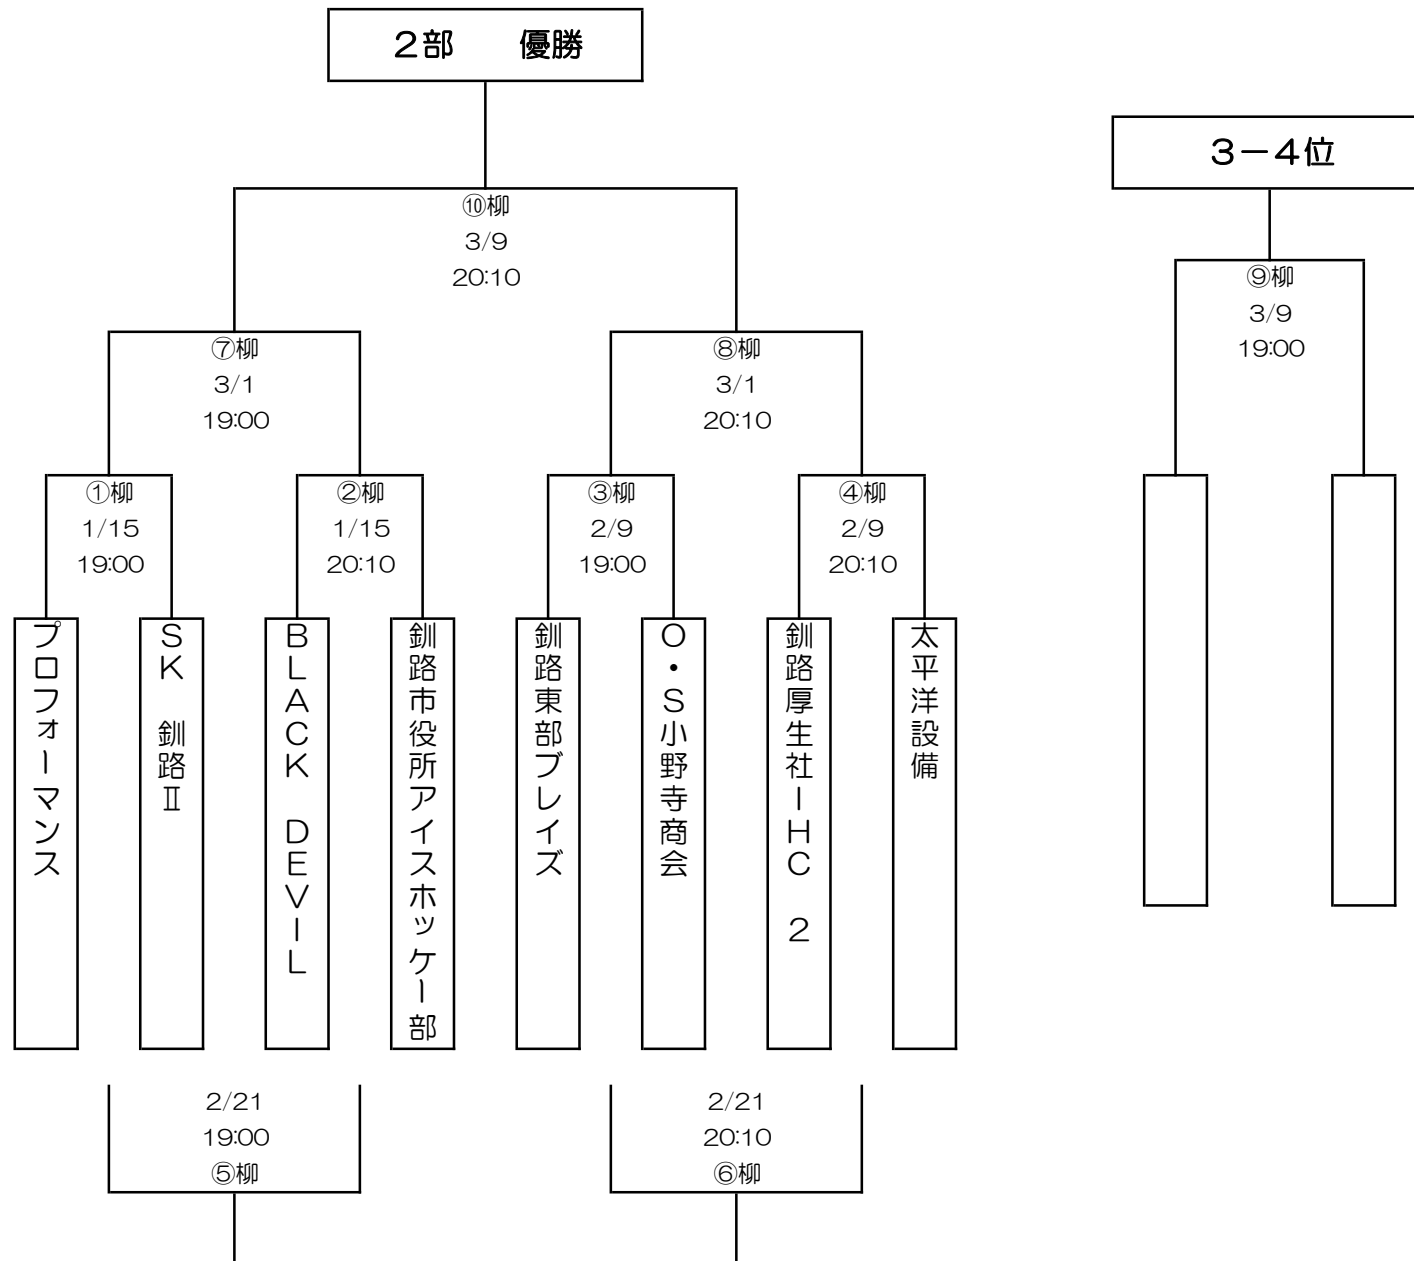 2部　優勝
3－4位
⑩柳
3/9
20:10
⑨柳
3/9
19:00
⑦柳
3/1
19:00
⑧柳
3/1
20:10
①柳
1/15
19:00
②柳
1/15
20:10
③柳
2/9
19:00
④柳
2/9
20:10
プロフォーマンス
SK　釧路Ⅱ
BLACK　DEVIL
釧路市役所アイスホッケー部
釧路東部ブレイズ
O・S小野寺商会
釧路厚生社IHC　2
太平洋設備
2/21
19:00
⑤柳
2/21
20:10
⑥柳